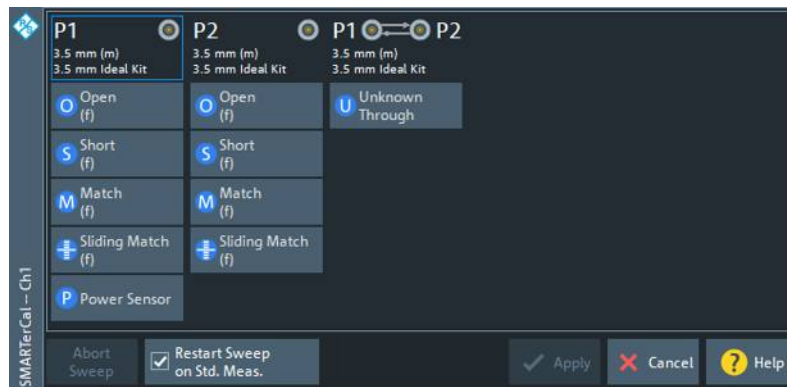 P1
3.5 mm (m)
3.5 mm Ideal Kit
O Open
(f)
S Short
(f)
M Match
(f)
Sliding Match
(f)
P Power Sensor
P2
3.5 mm (m)
3.5 mm Ideal Kit
O Open
(f)
S Short
(f)
M Match
(f)
Sliding Match
(f)
P1 P2
3.5 mm (m)
3.5 mm Ideal Kit
U Unknown
Through
SMARTerCal – Ch1
Abort
Sweep
Restart Sweep
on Std. Meas.
Apply
Cancel
? Help